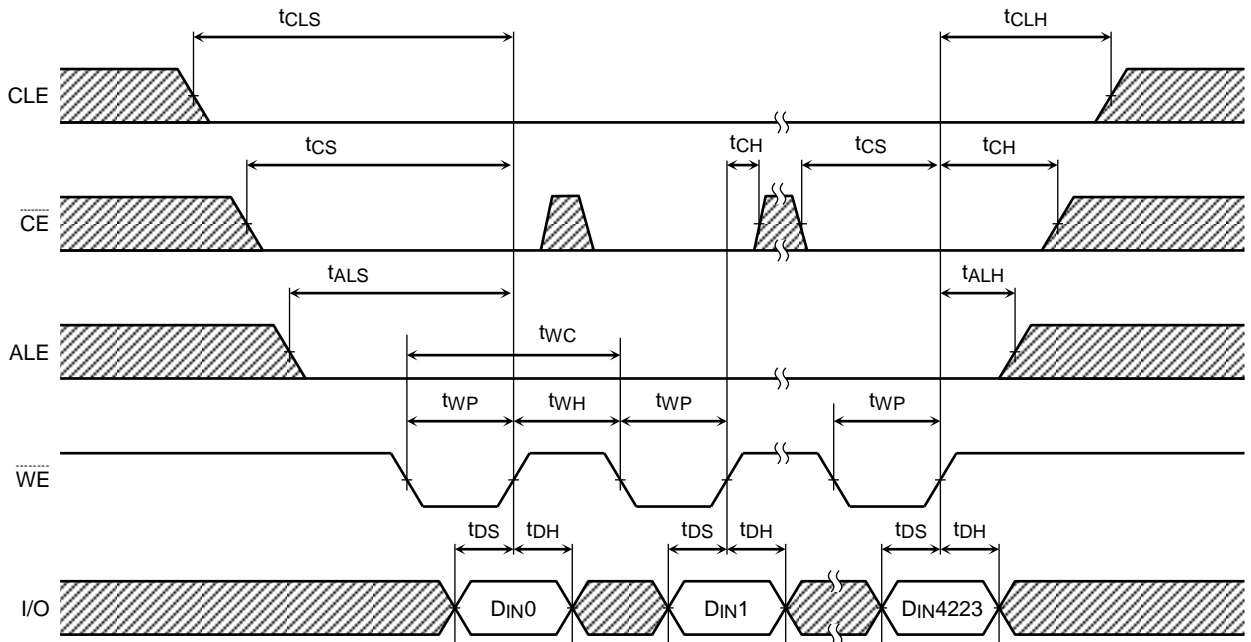 tCLS tCLH
CLE
tCS tCH tCS tCH
CE
tALS tALH
ALE
tWC
tWP tWH tWP tWP
WE
tDS tDH tDS tDH tDS tDH
I/O DIN0 DIN1 DIN4223